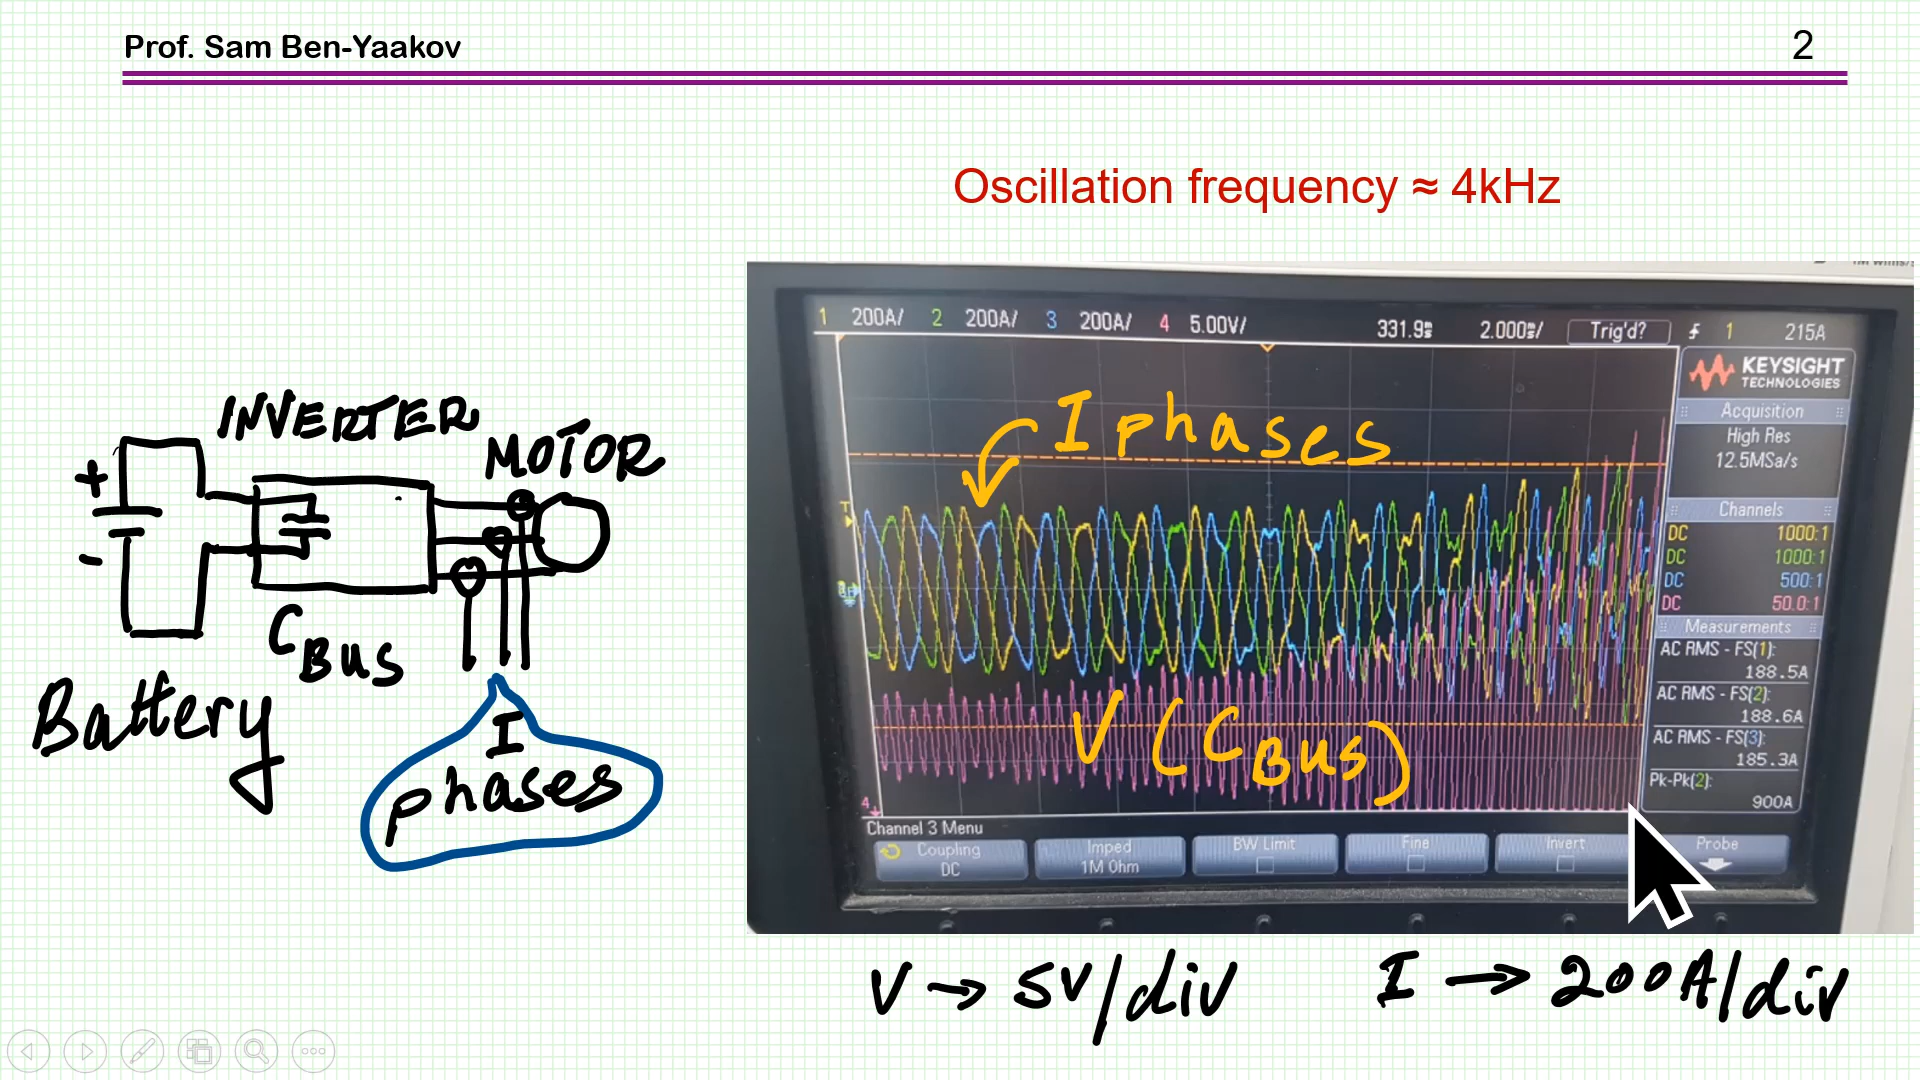 Prof. Sam Ben-Yaakov
2
Oscillation frequency ≈ 4kHz
1 200A/ 2 200A/ 3 200A/ 4 5.00V/ 331.9s 2.000s/ Trig'd? 1 215A
KEYSIGHT
TECHNOLOGIES
Acquisition
High Res
12.5MSa/s
Channels
DC 1000:1
DC 1000:1
DC 500:1
DC 50.0:1
Measurements
AC RMS - FS(1):
188.5A
AC RMS - FS(2):
188.6A
AC RMS - FS(3):
185.3A
Pk-Pk(2):
900A
I phases
V (CBUS)
T
4
Channel 3 Menu
Coupling
DC
Imped
1M Ohm
BW Limit
Fine
Invert
Probe
INVERTER
MOTOR
+
-
CBUS
Battery
I
phases
V → 5V/div
I → 200A/div